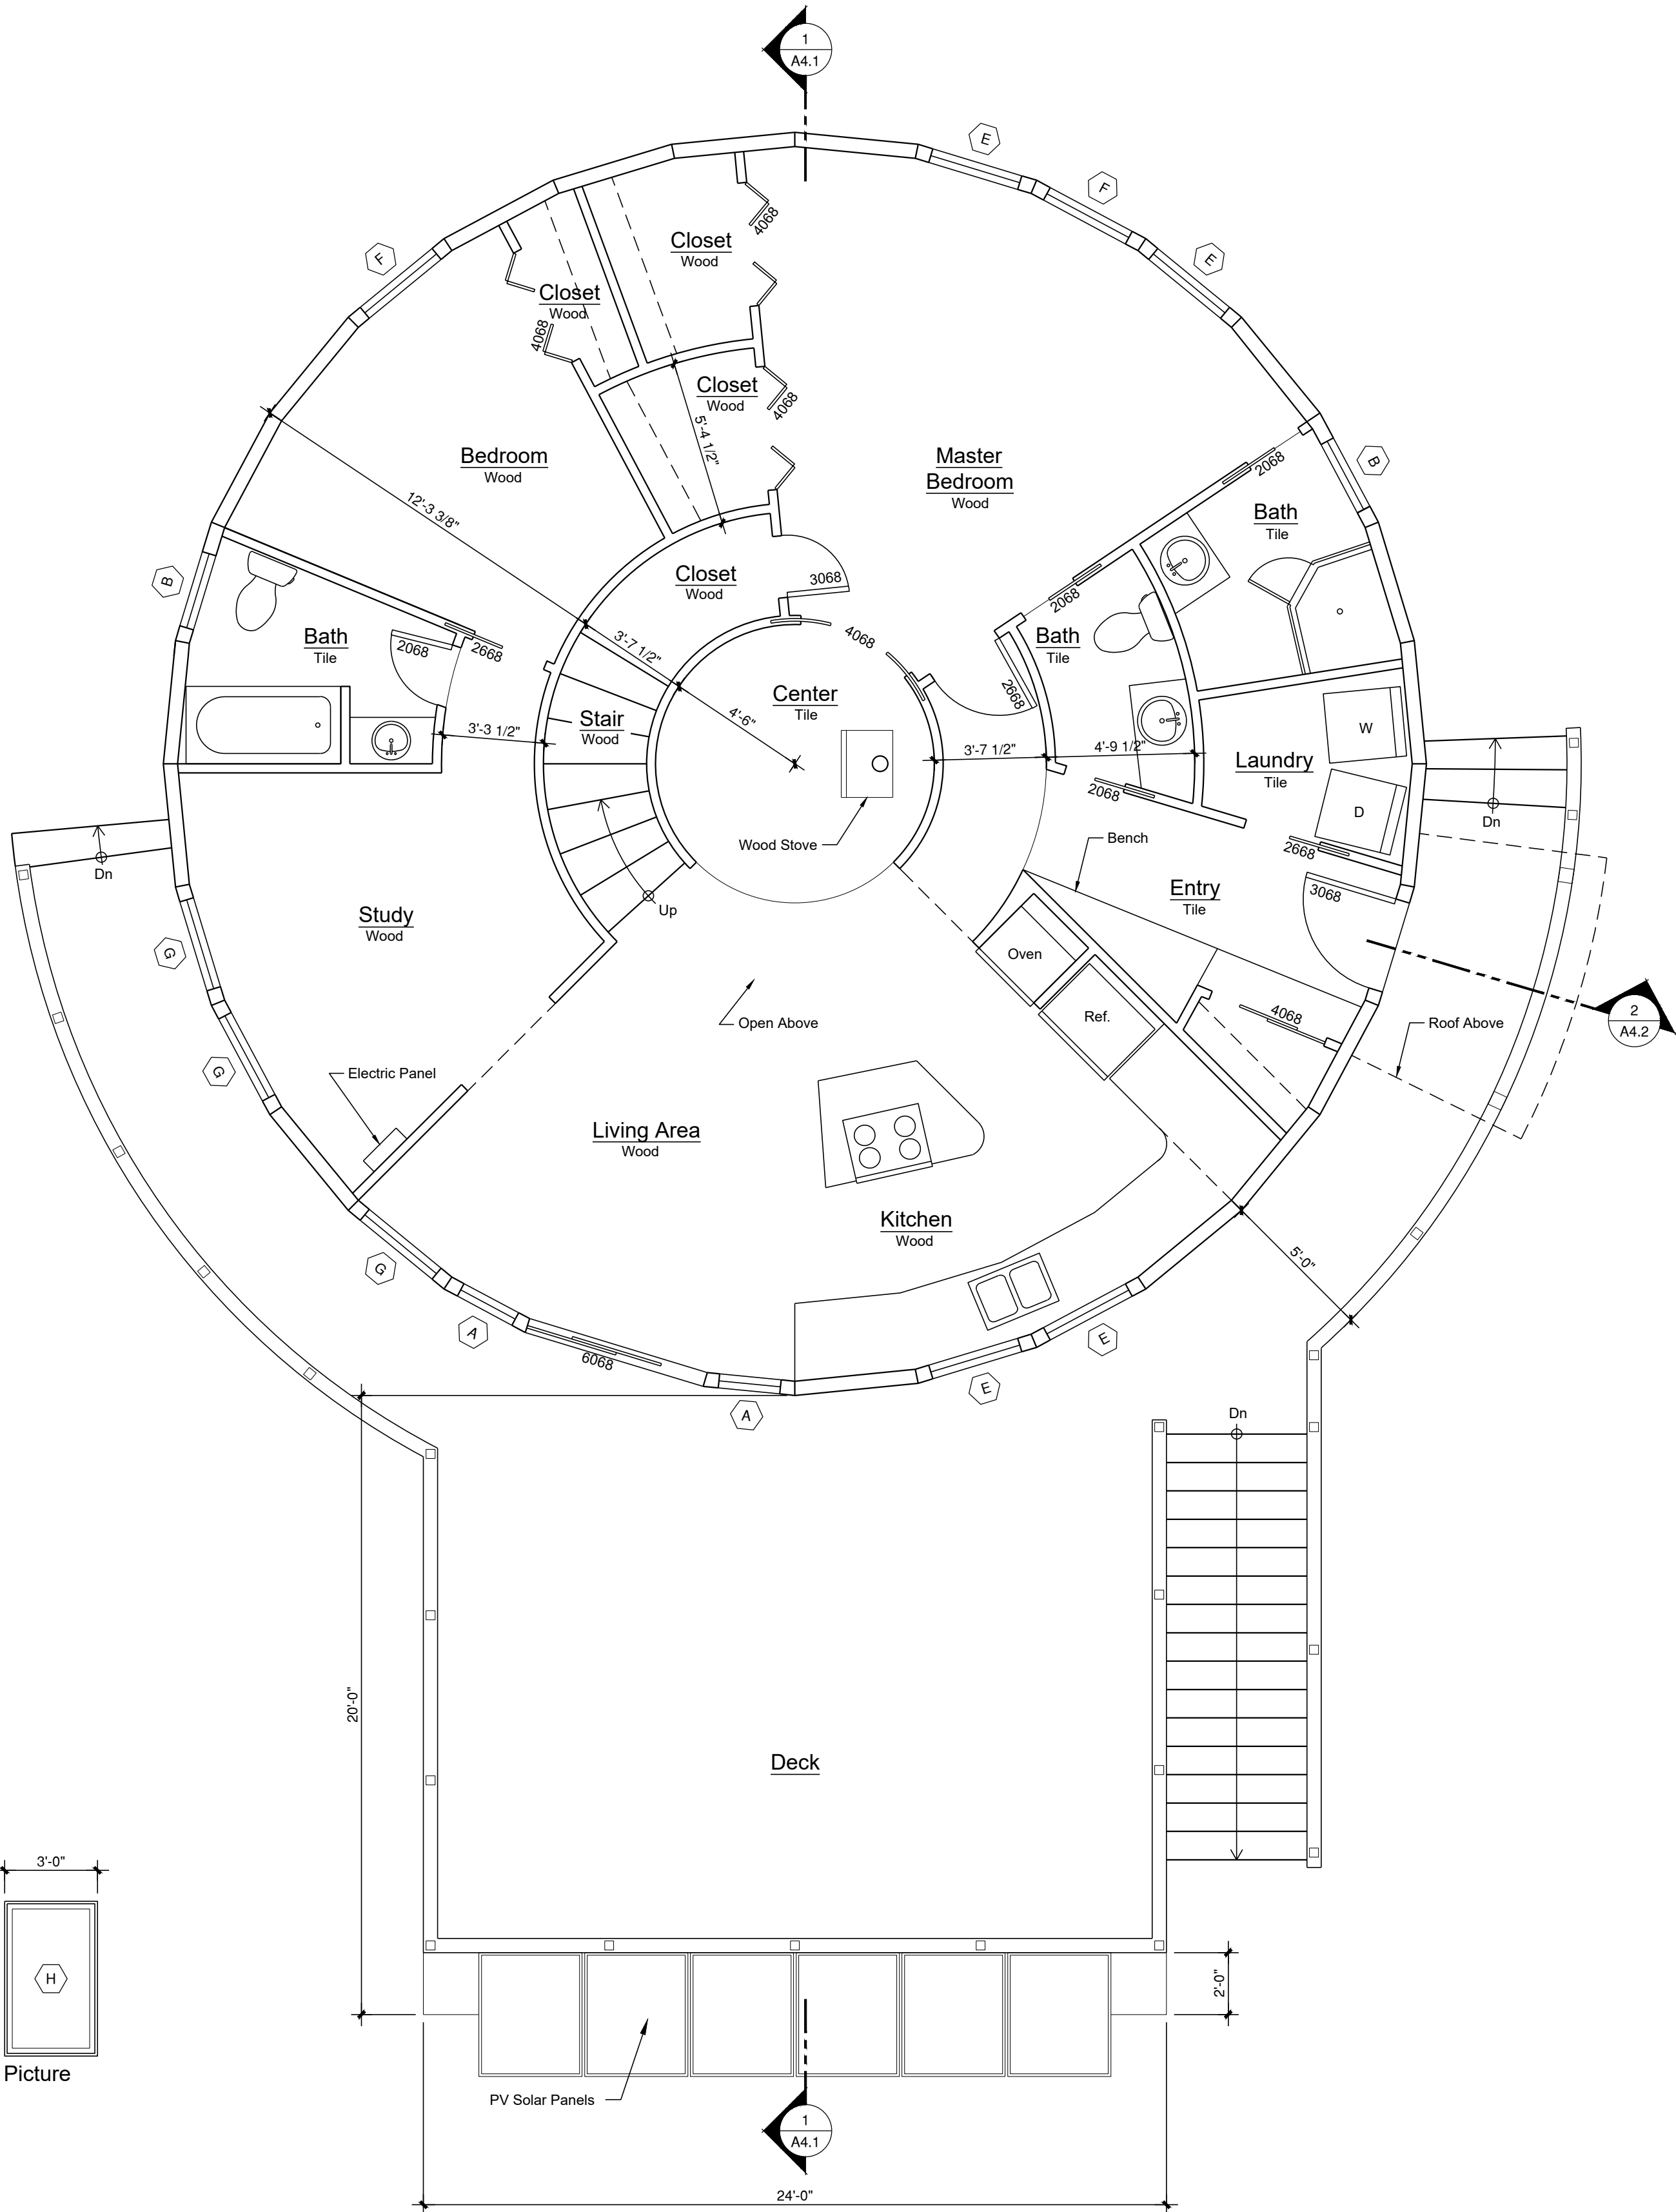 1
A4.1
E
F
E
F
4068
Closet
Wood
Closet
Wood
4068
Closet
Wood
4068
5'-4 1/2"
Bedroom
Wood
Master
Bedroom
Wood
2068
B
12'-3 3/8"
Bath
Tile
B
Closet
Wood
3068
2068
Bath
Tile
2068
2668
3'-7 1/2"
4068
Bath
Tile
2668
Center
Tile
4'-6"
Stair
Wood
3'-3 1/2"
W
3'-7 1/2"
4'-9 1/2"
Laundry
Tile
2068
D
Dn
Wood Stove
Bench
2668
Dn
Up
Entry
Tile
3068
Study
Wood
G
Oven
Ref.
4068
Open Above
Roof Above
2
A4.2
G
Electric Panel
Living Area
Wood
Kitchen
Wood
5'-0"
G
A
6068
E
E
A
Dn
20'-0"
Deck
3'-0"
H
Picture
2'-0"
PV Solar Panels
1
A4.1
24'-0"